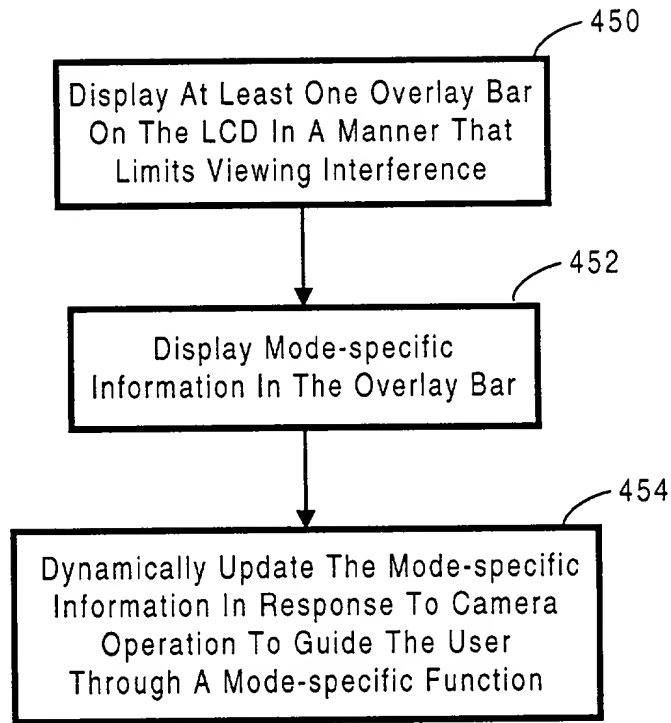 450
Display At Least One Overlay Bar
On The LCD In A Manner That
Limits Viewing Interference
452
Display Mode-specific
Information In The Overlay Bar
454
Dynamically Update The Mode-specific
Information In Response To Camera
Operation To Guide The User
Through A Mode-specific Function